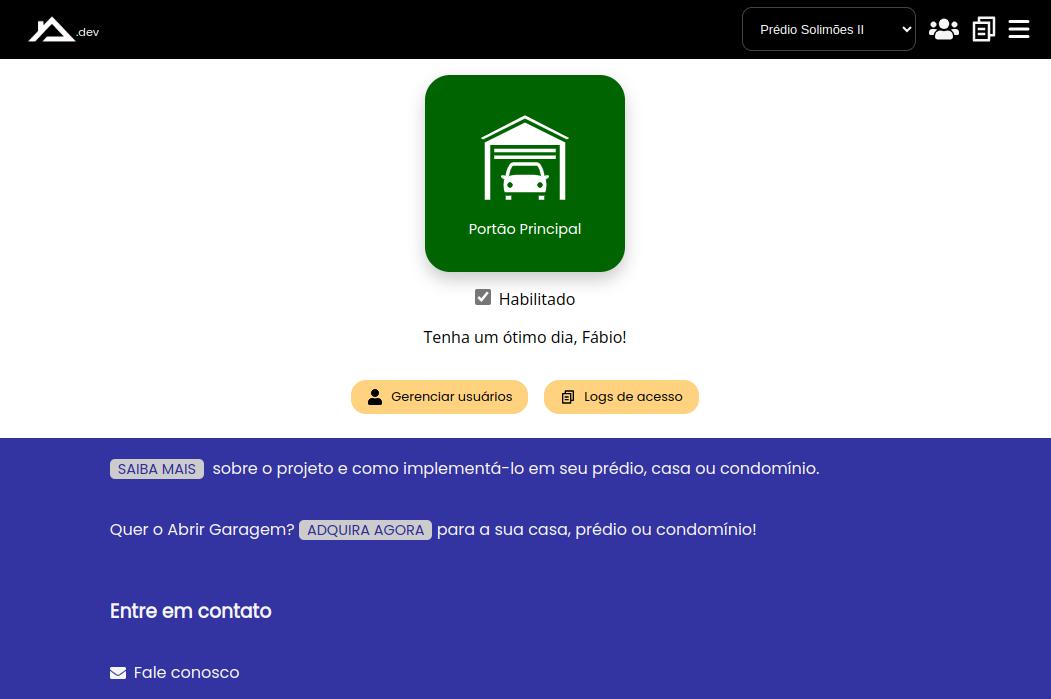 .dev
Prédio Solimões II
Portão Principal
Habilitado
Tenha um ótimo dia, Fábio!
Gerenciar usuários
Logs de acesso
SAIBA MAIS sobre o projeto e como implementá-lo em seu prédio, casa ou condomínio.
Quer o Abrir Garagem? ADQUIRA AGORA para a sua casa, prédio ou condomínio!
Entre em contato
Fale conosco